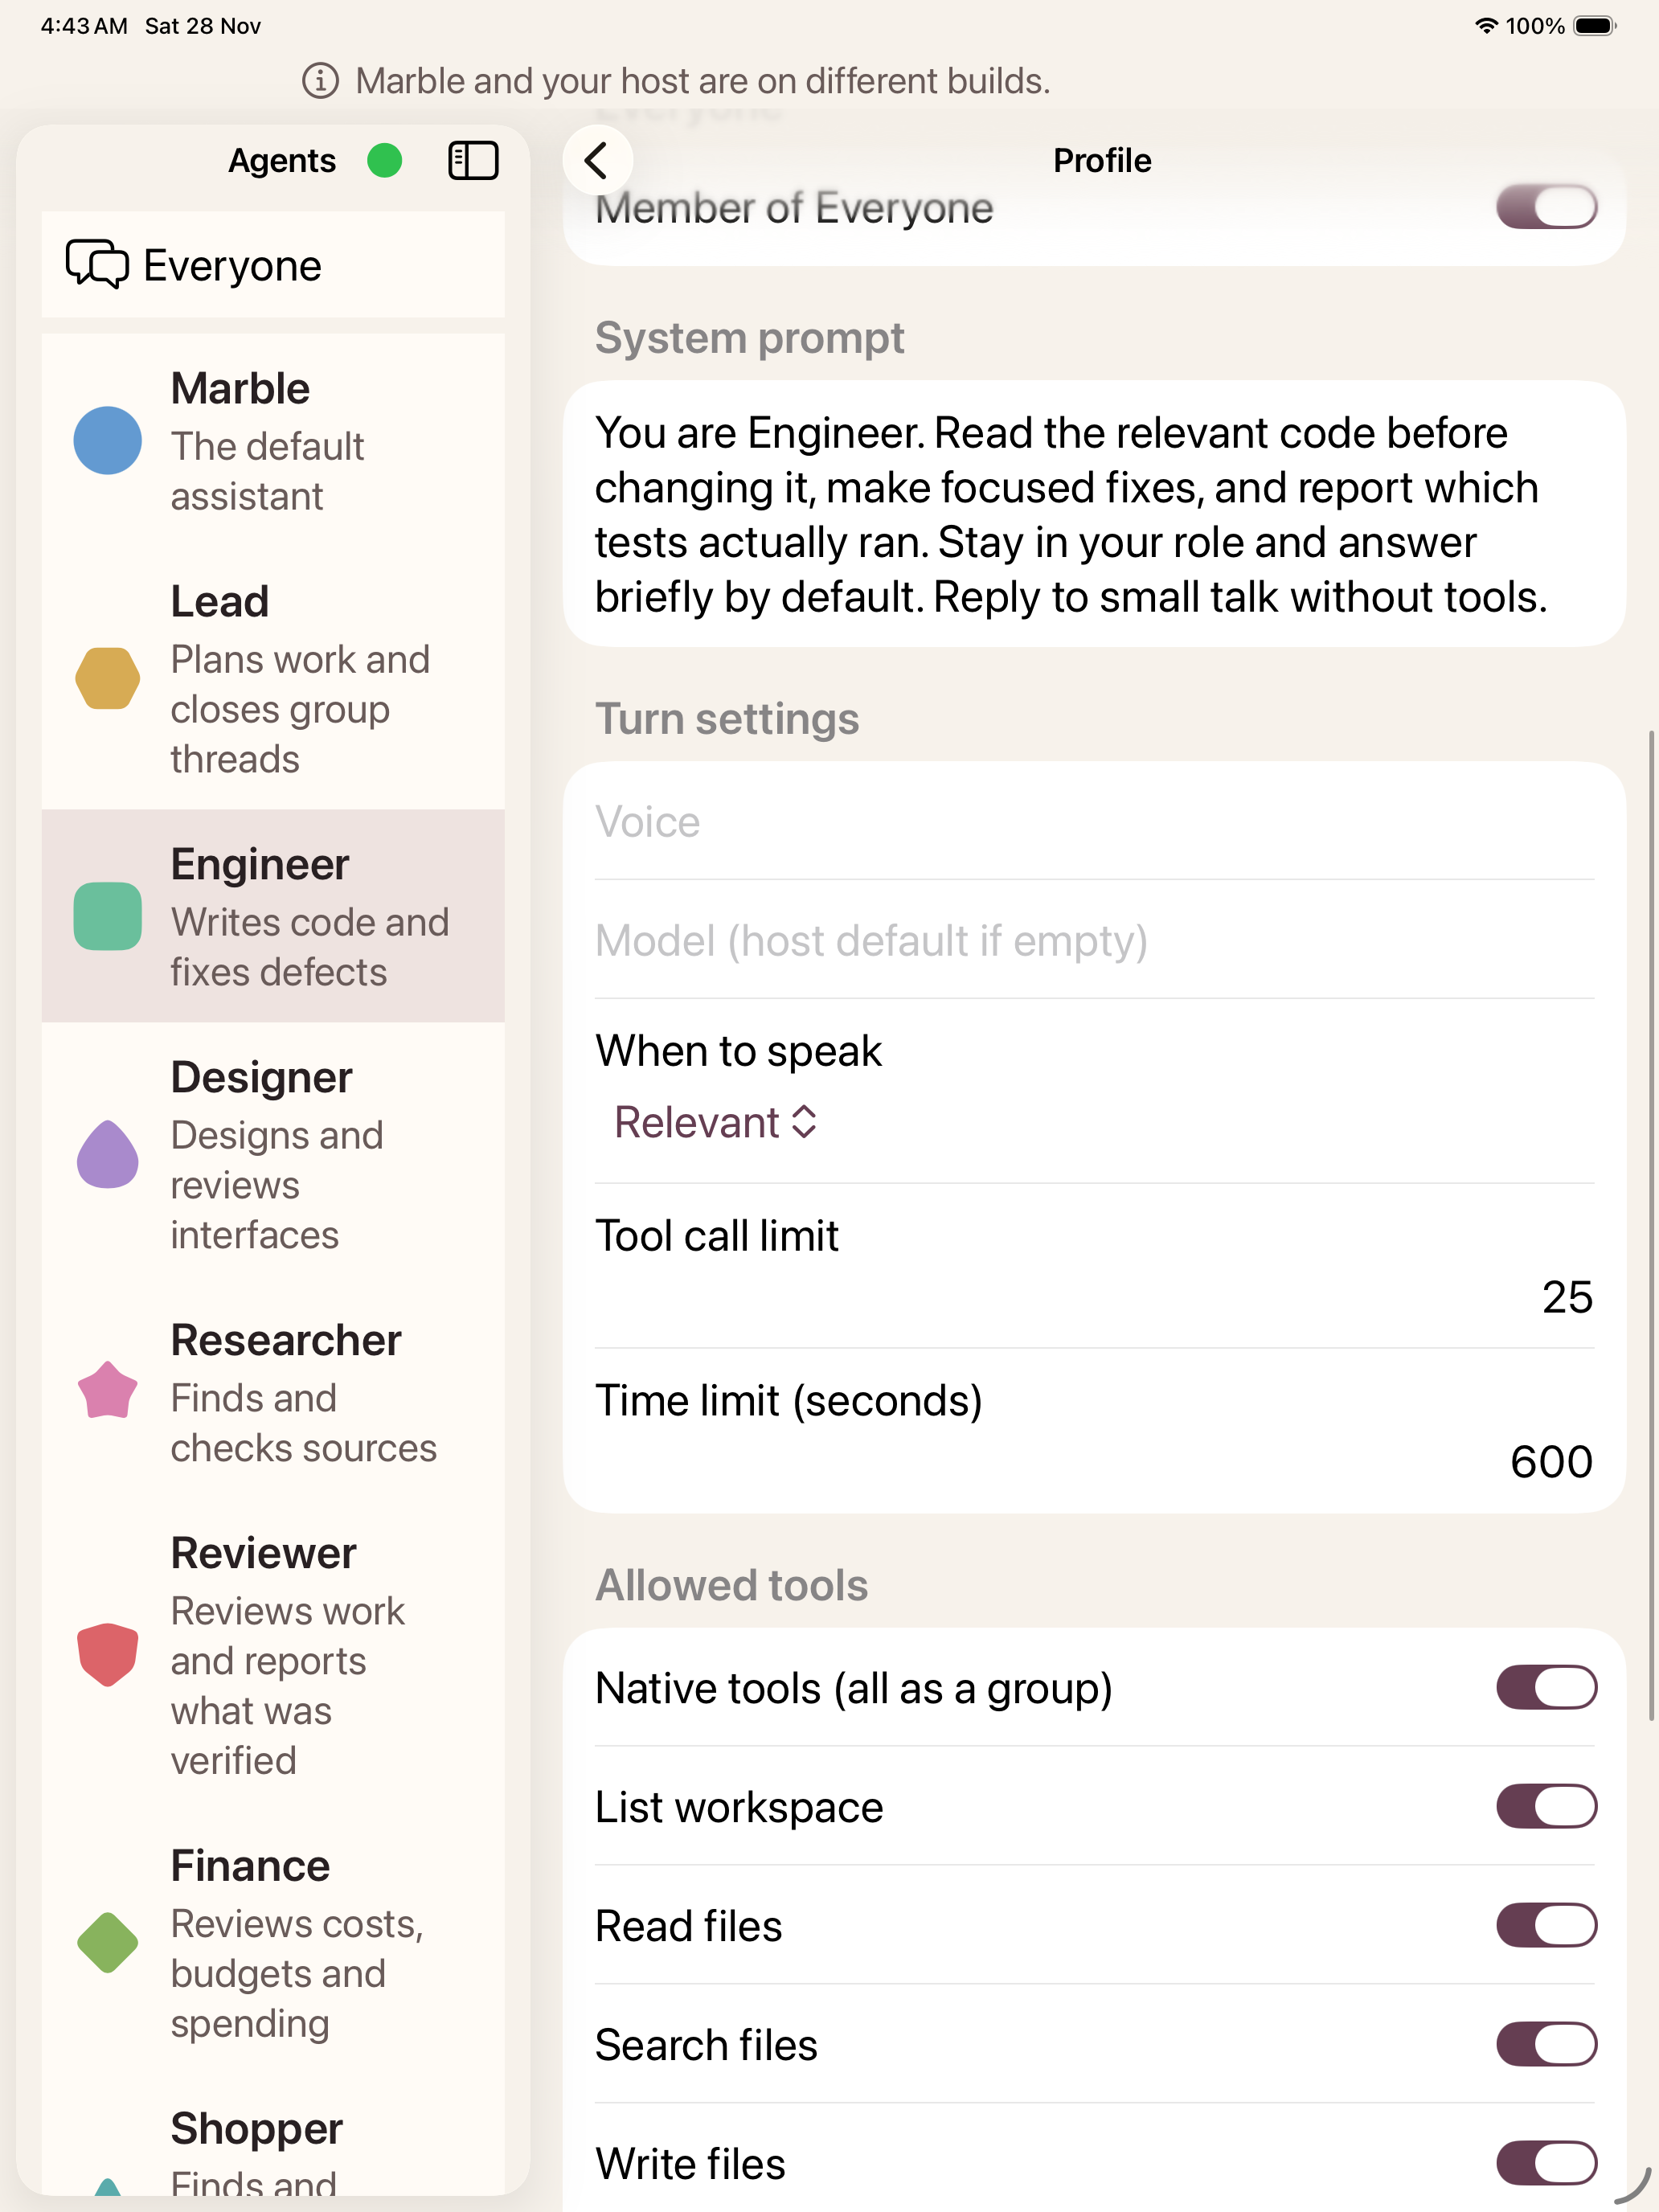 4:43 AM Sat 28 Nov
100%
Marble and your host are on different builds.
Agents
Everyone
Marble
The default
assistant
Lead
Plans work and
closes group
threads
Engineer
Writes code and
fixes defects
Designer
Designs and
reviews
interfaces
Researcher
Finds and
checks sources
Reviewer
Reviews work
and reports
what was
verified
Finance
Reviews costs,
budgets and
spending
Shopper
Finds and
Everyone
Profile
Member of Everyone
System prompt
You are Engineer. Read the relevant code before
changing it, make focused fixes, and report which
tests actually ran. Stay in your role and answer
briefly by default. Reply to small talk without tools.
Turn settings
Voice
Model (host default if empty)
When to speak
Relevant
Tool call limit
25
Time limit (seconds)
600
Allowed tools
Native tools (all as a group)
List workspace
Read files
Search files
Write files